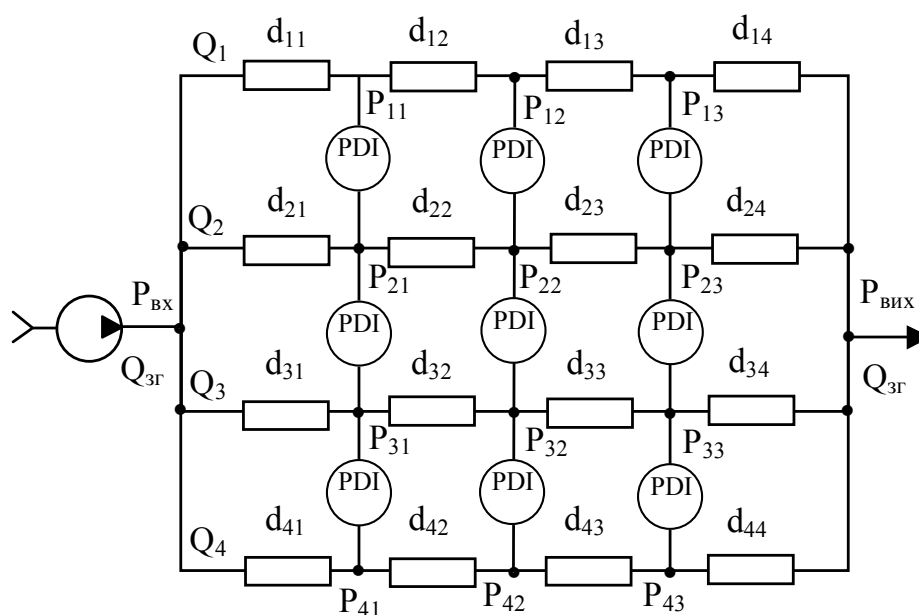 Q₁ d₁₁ d₁₂ d₁₃ d₁₄
P₁₁ P₁₂ P₁₃
PDI PDI PDI
Q₂ d₂₁ d₂₂ d₂₃ d₂₄
Pвх P₂₁ P₂₂ P₂₃ Pвих
PDI PDI PDI
Qзг Q₃ d₃₁ d₃₂ d₃₃ d₃₄ Qзг
P₃₁ P₃₂ P₃₃
PDI PDI PDI
Q₄ d₄₁ d₄₂ d₄₃ d₄₄
P₄₁ P₄₂ P₄₃